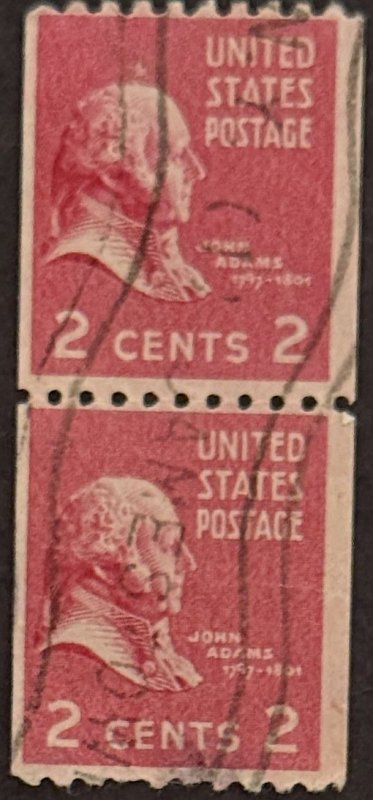 UNITED
STATES
POSTAGE
JOHN
ADAMS
1797-1801
2 CENTS 2
UNITED
STATES
POSTAGE
JOHN
ADAMS
1797-1801
2 CENTS 2